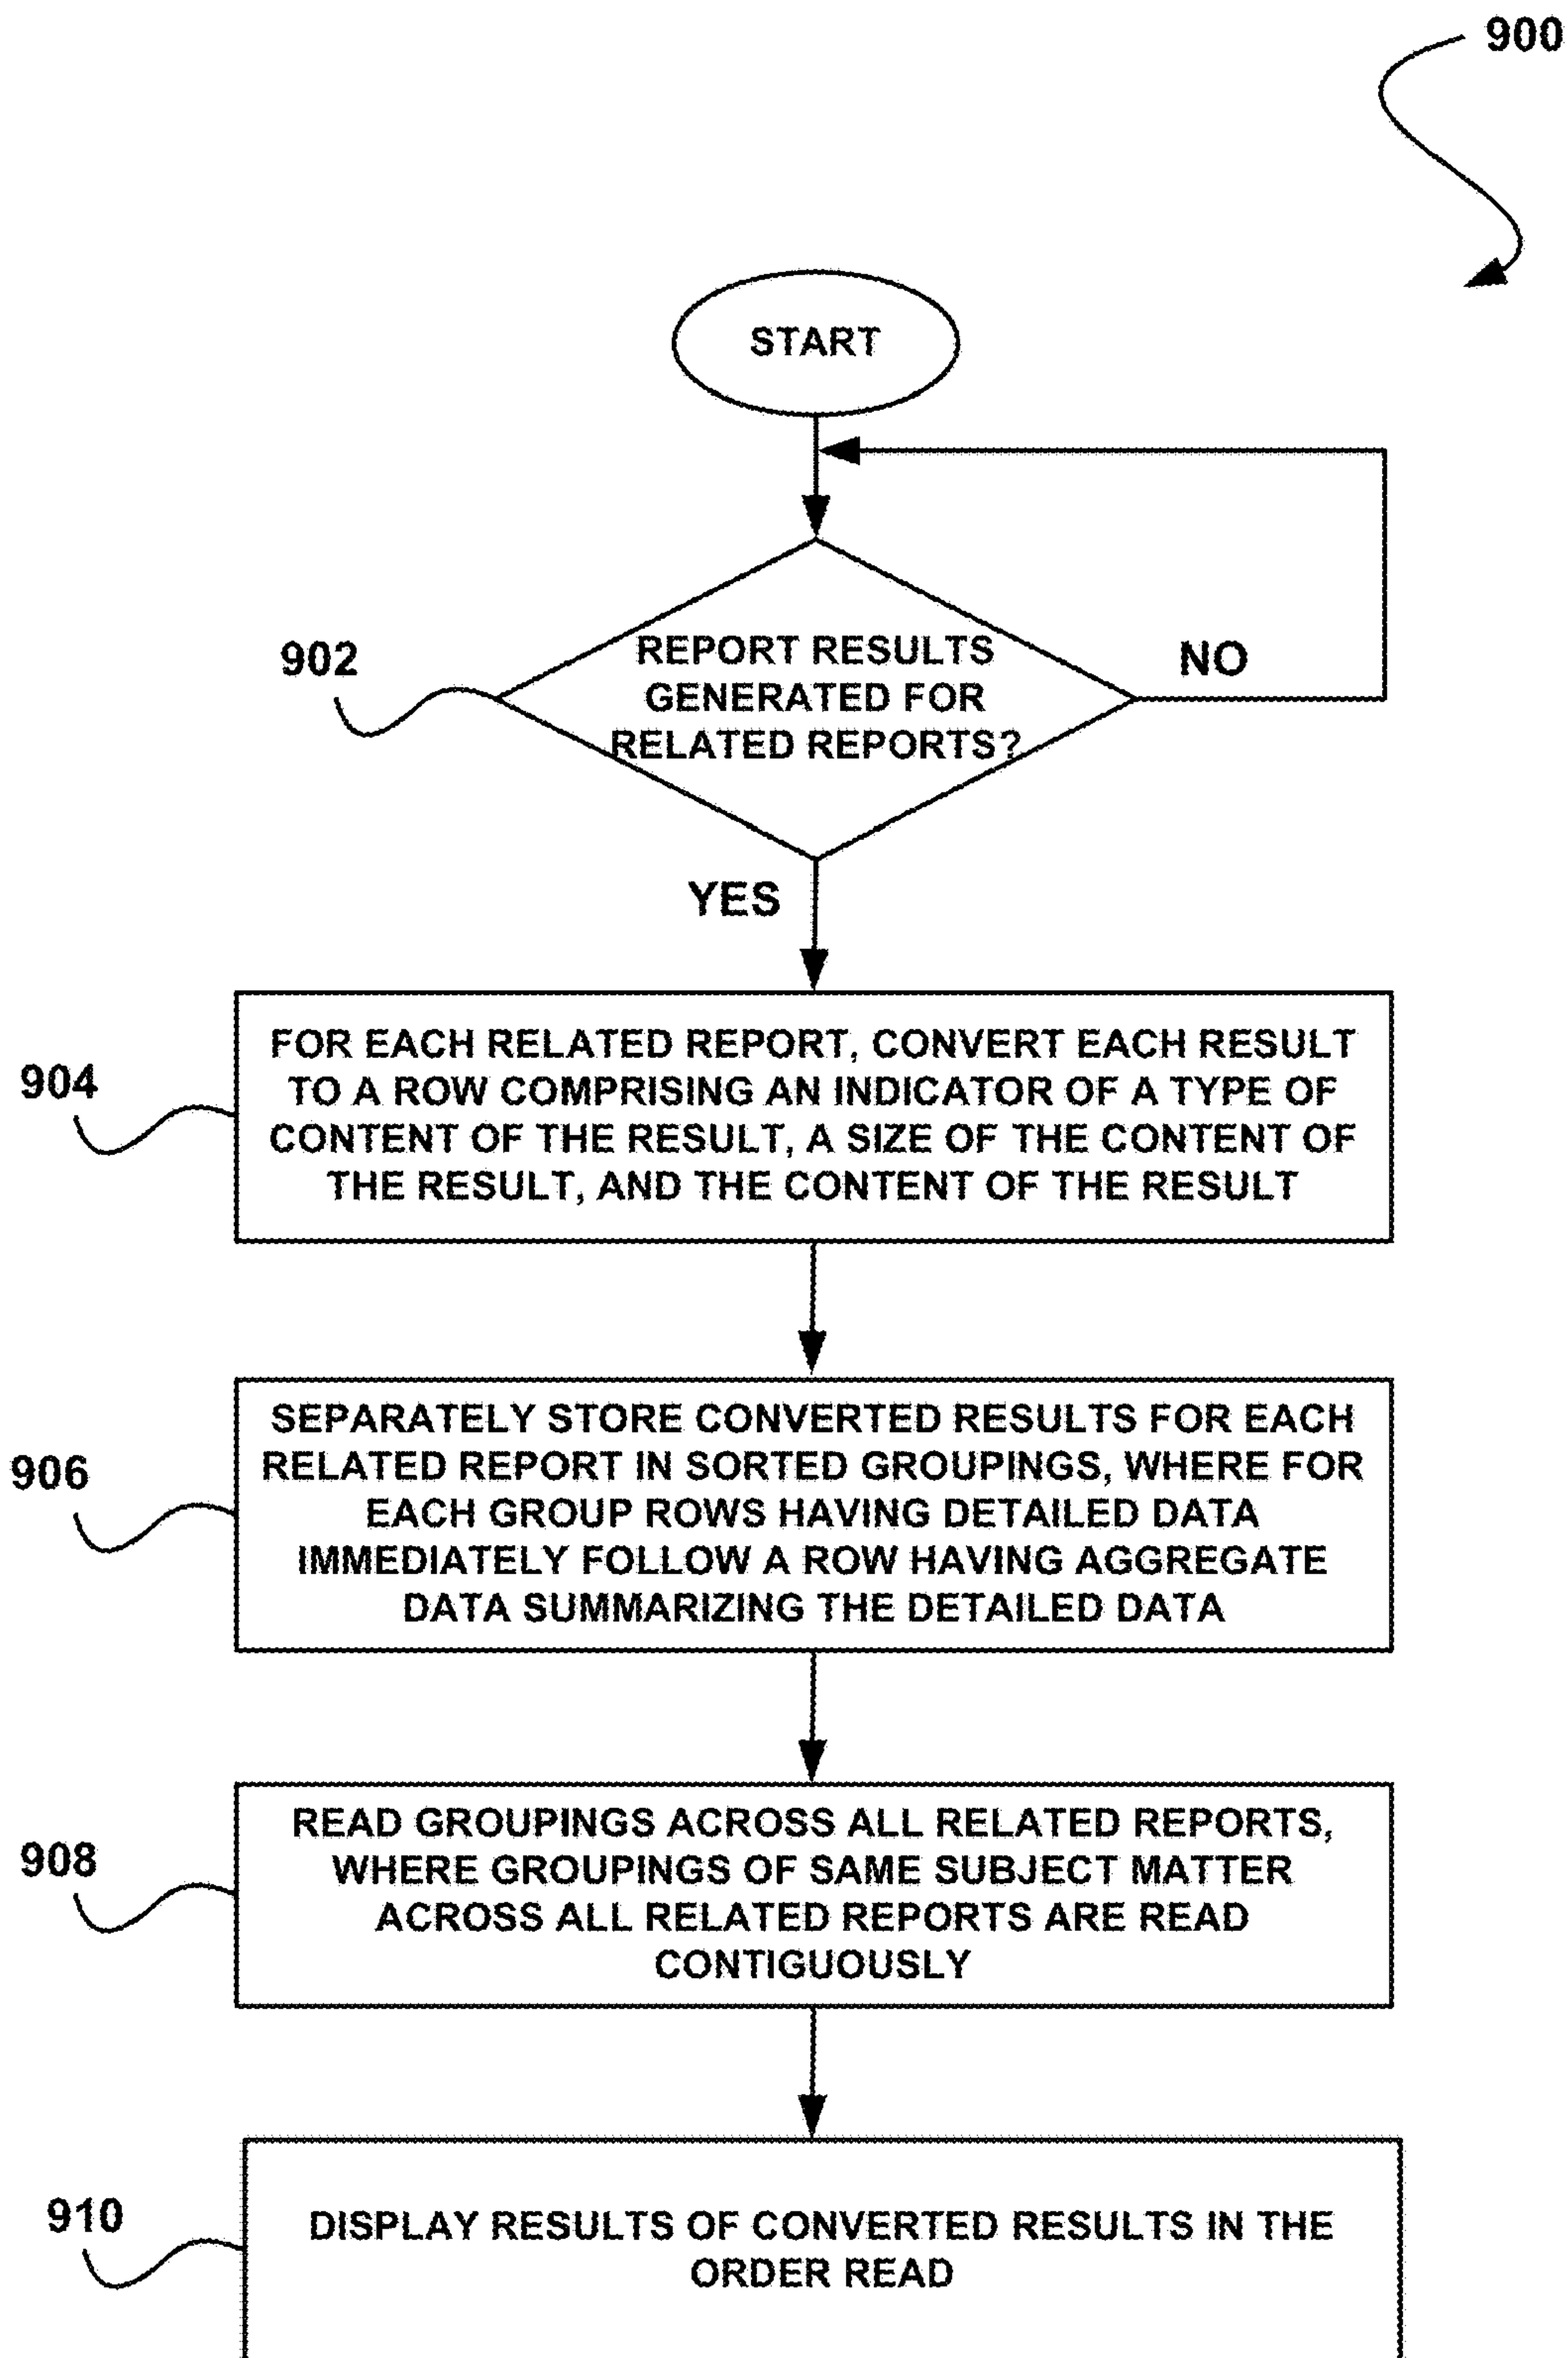 900
START
902
REPORT RESULTS
GENERATED FOR
RELATED REPORTS?
NO
YES
904
FOR EACH RELATED REPORT, CONVERT EACH RESULT
TO A ROW COMPRISING AN INDICATOR OF A TYPE OF
CONTENT OF THE RESULT, A SIZE OF THE CONTENT OF
THE RESULT, AND THE CONTENT OF THE RESULT
906
SEPARATELY STORE CONVERTED RESULTS FOR EACH
RELATED REPORT IN SORTED GROUPINGS, WHERE FOR
EACH GROUP ROWS HAVING DETAILED DATA
IMMEDIATELY FOLLOW A ROW HAVING AGGREGATE
DATA SUMMARIZING THE DETAILED DATA
908
READ GROUPINGS ACROSS ALL RELATED REPORTS,
WHERE GROUPINGS OF SAME SUBJECT MATTER
ACROSS ALL RELATED REPORTS ARE READ
CONTIGUOUSLY
910
DISPLAY RESULTS OF CONVERTED RESULTS IN THE
ORDER READ